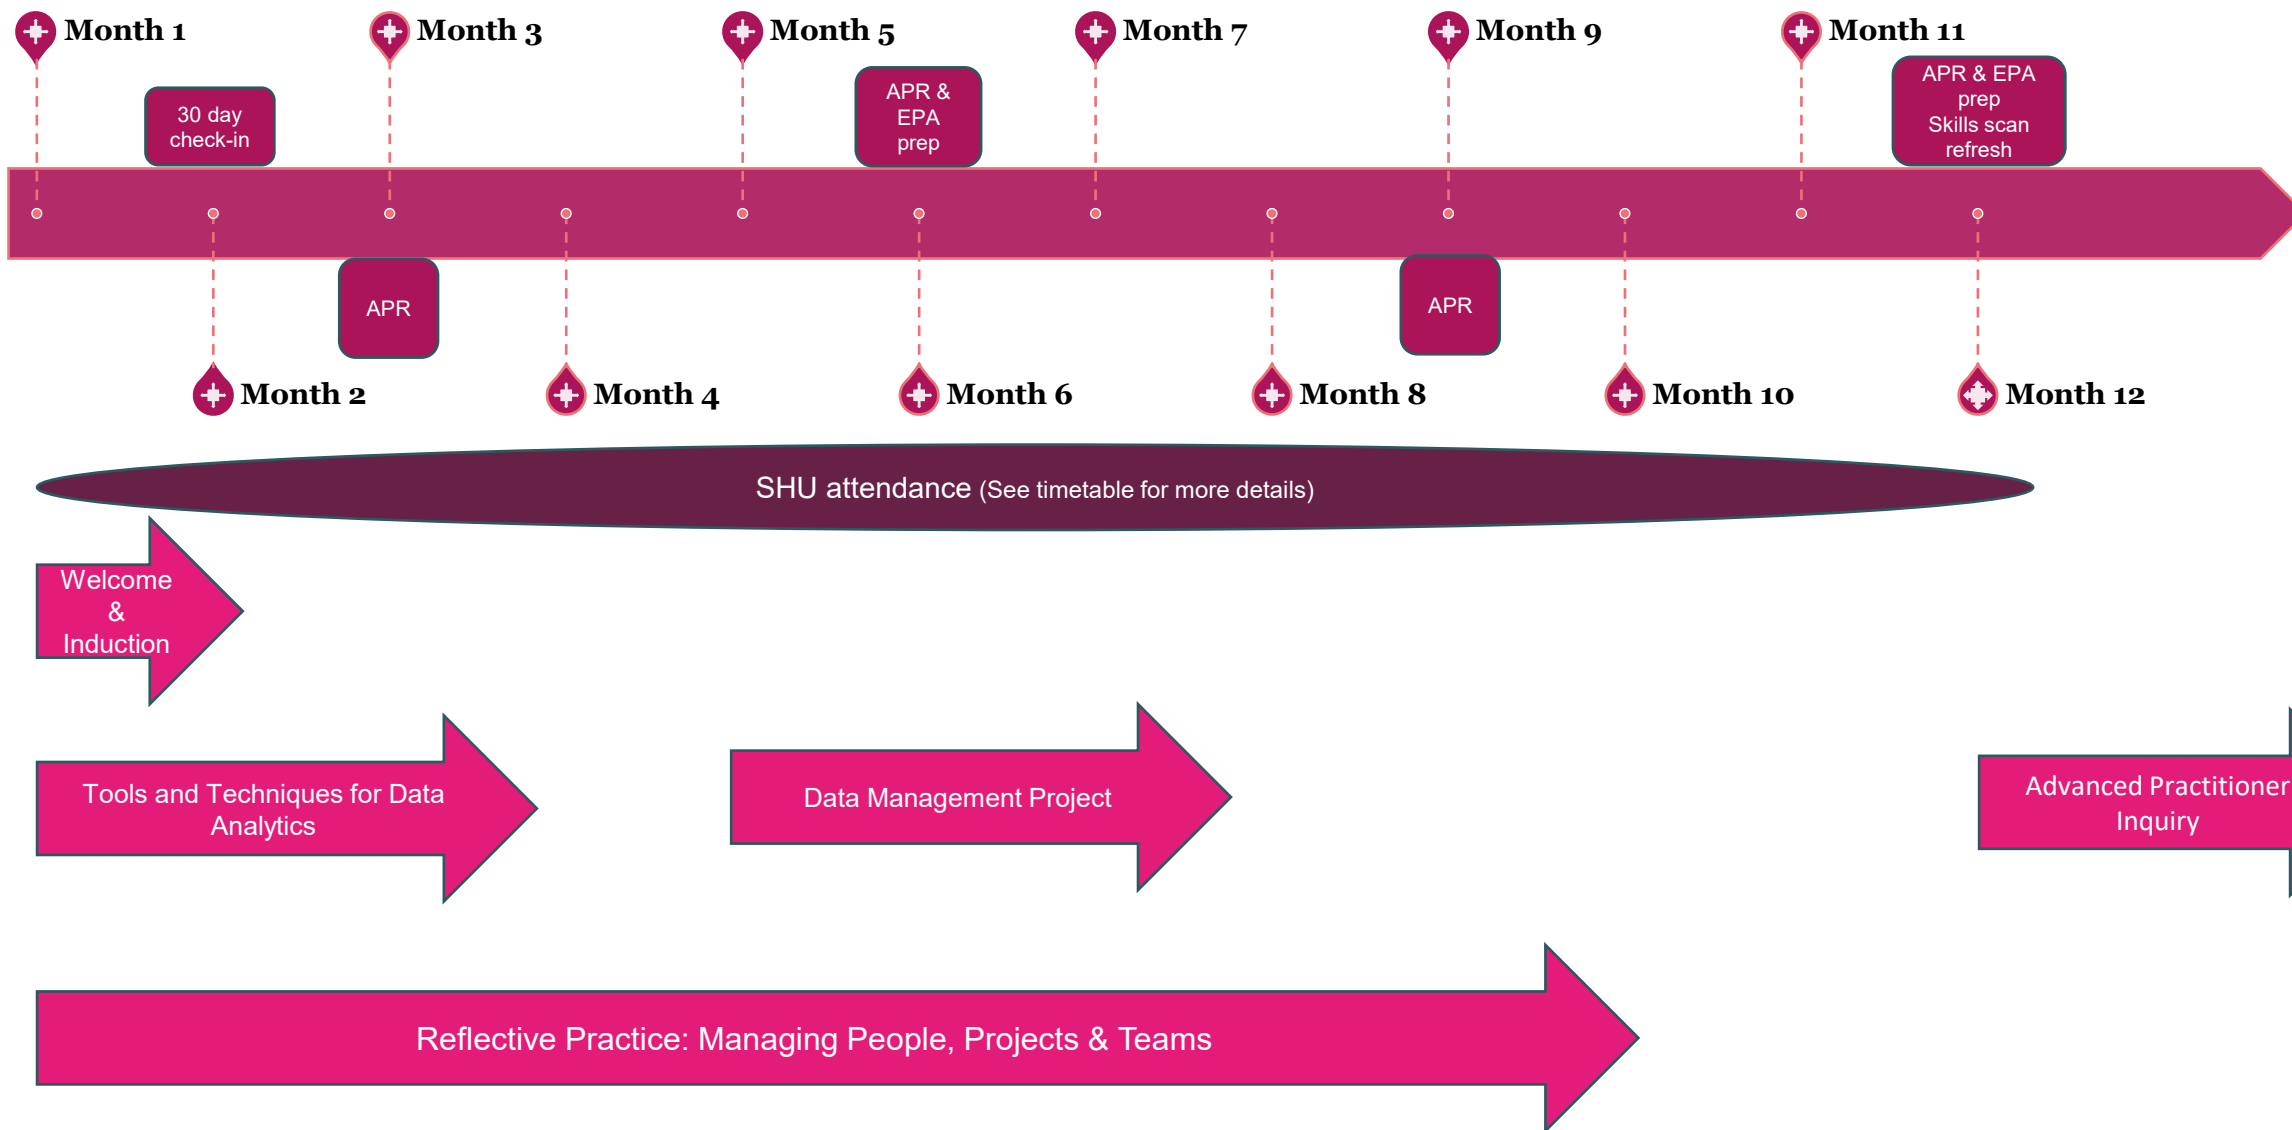 Month 1
Month 3
Month 5
Month 7
Month 9
Month 11
30 day
check-in
APR &
EPA
prep
APR & EPA
prep
Skills scan
refresh
APR
APR
Month 2
Month 4
Month 6
Month 8
Month 10
Month 12
SHU attendance (See timetable for more details)
Welcome
&
Induction
Tools and Techniques for Data
Analytics
Data Management Project
Advanced Practitioner
Inquiry
Reflective Practice: Managing People, Projects & Teams